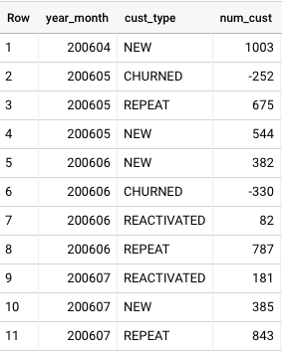 Row year_month cust_type num_cust
1 200604 NEW 1003
2 200605 CHURNED -252
3 200605 REPEAT 675
4 200605 NEW 544
5 200606 NEW 382
6 200606 CHURNED -330
7 200606 REACTIVATED 82
8 200606 REPEAT 787
9 200607 REACTIVATED 181
10 200607 NEW 385
11 200607 REPEAT 843